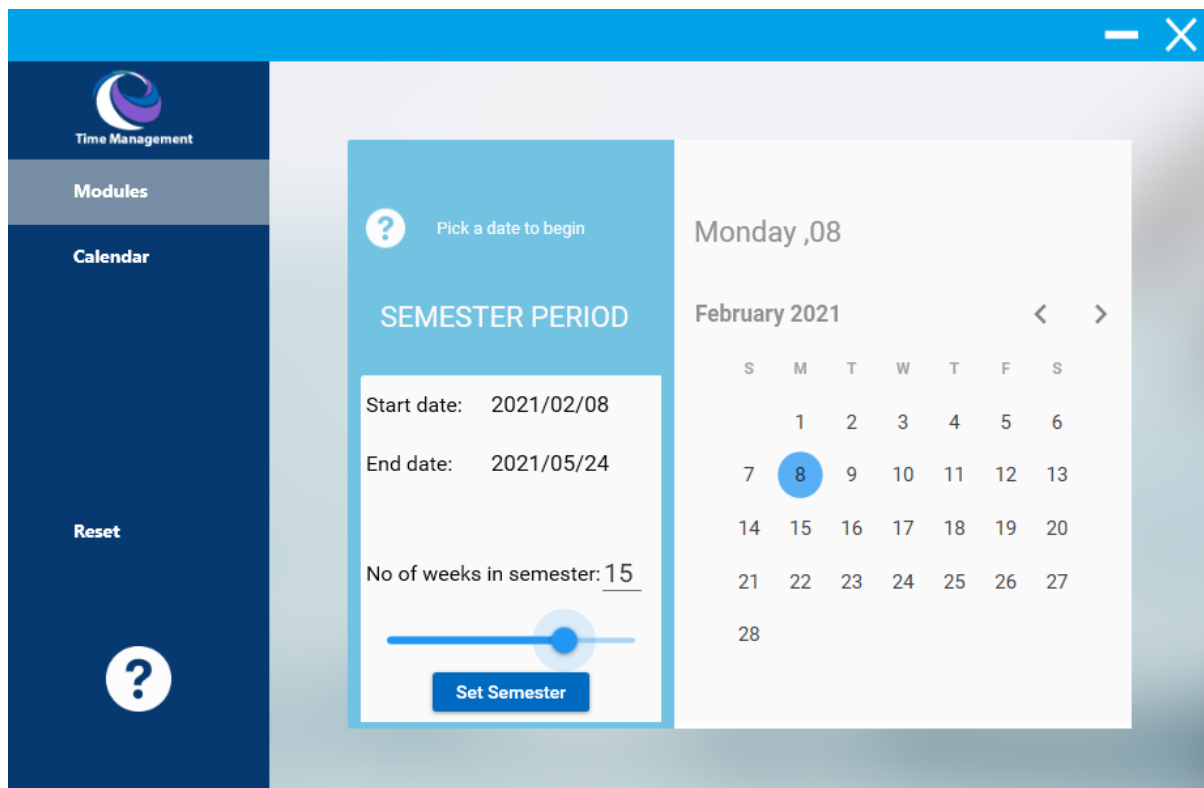 Time Management
Modules
Calendar
Reset
?
? Pick a date to begin
SEMESTER PERIOD
Start date: 2021/02/08
End date: 2021/05/24
No of weeks in semester: 15
Set Semester
Monday ,08
February 2021 < >
S M T W T F S
1 2 3 4 5 6
7 8 9 10 11 12 13
14 15 16 17 18 19 20
21 22 23 24 25 26 27
28